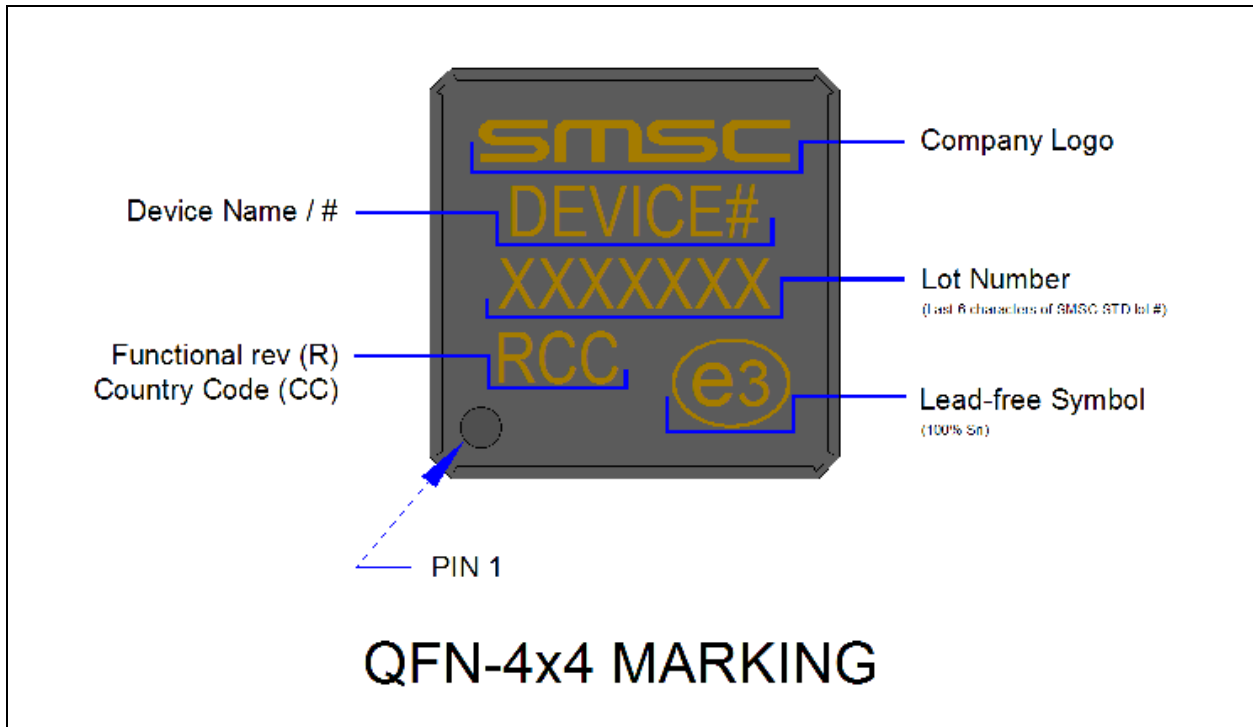 smsc
Company Logo
Device Name / #
DEVICE#
XXXXXXX
Lot Number
(Last 6 characters of SMSC STD lot #)
Functional rev (R)
Country Code (CC)
RCC
e3
Lead-free Symbol
(100% Sn)
PIN 1
QFN-4x4 MARKING